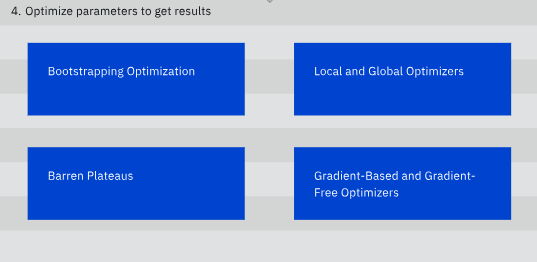 4. Optimize parameters to get results
Bootstrapping Optimization
Local and Global Optimizers
Barren Plateaus
Gradient-Based and Gradient-
Free Optimizers